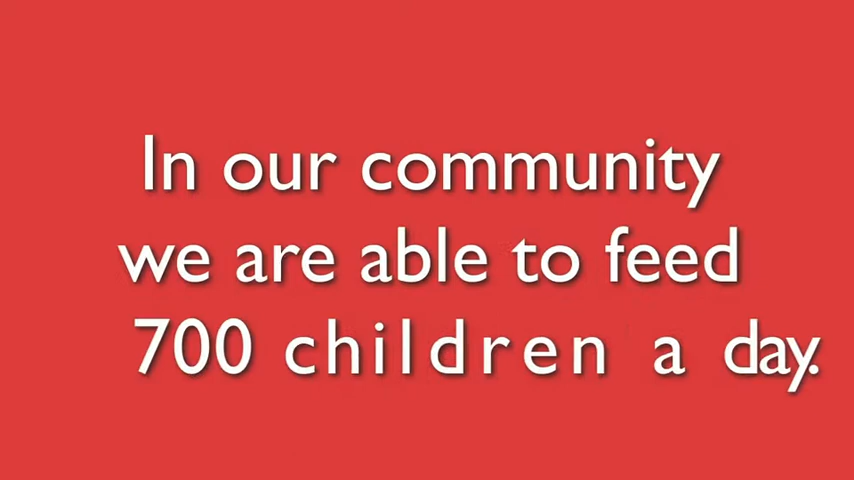 In our community
we are able to feed
700 children a day.